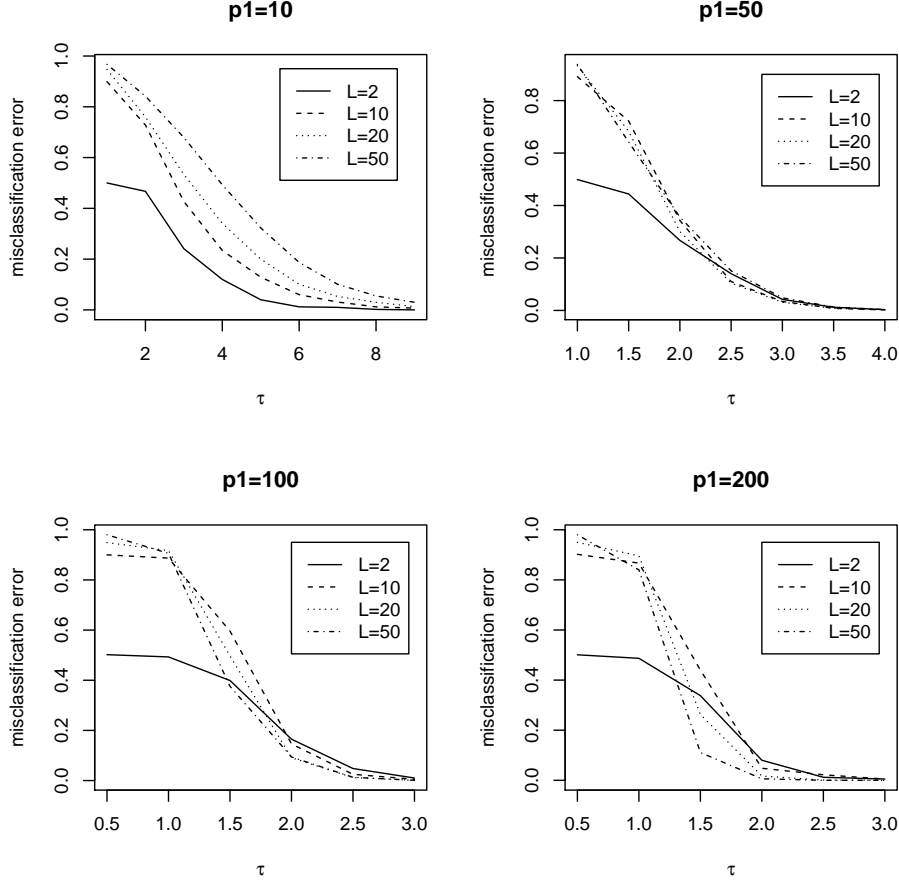 p1=10
misclassification error
0.0 0.2 0.4 0.6 0.8 1.0
2 4 6 8
τ
L=2
L=10
L=20
L=50
p1=50
misclassification error
0.0 0.2 0.4 0.6 0.8 1.0
1.0 1.5 2.0 2.5 3.0 3.5 4.0
τ
L=2
L=10
L=20
L=50
p1=100
misclassification error
0.0 0.2 0.4 0.6 0.8 1.0
0.5 1.0 1.5 2.0 2.5 3.0
τ
L=2
L=10
L=20
L=50
p1=200
misclassification error
0.0 0.2 0.4 0.6 0.8 1.0
0.5 1.0 1.5 2.0 2.5 3.0
τ
L=2
L=10
L=20
L=50